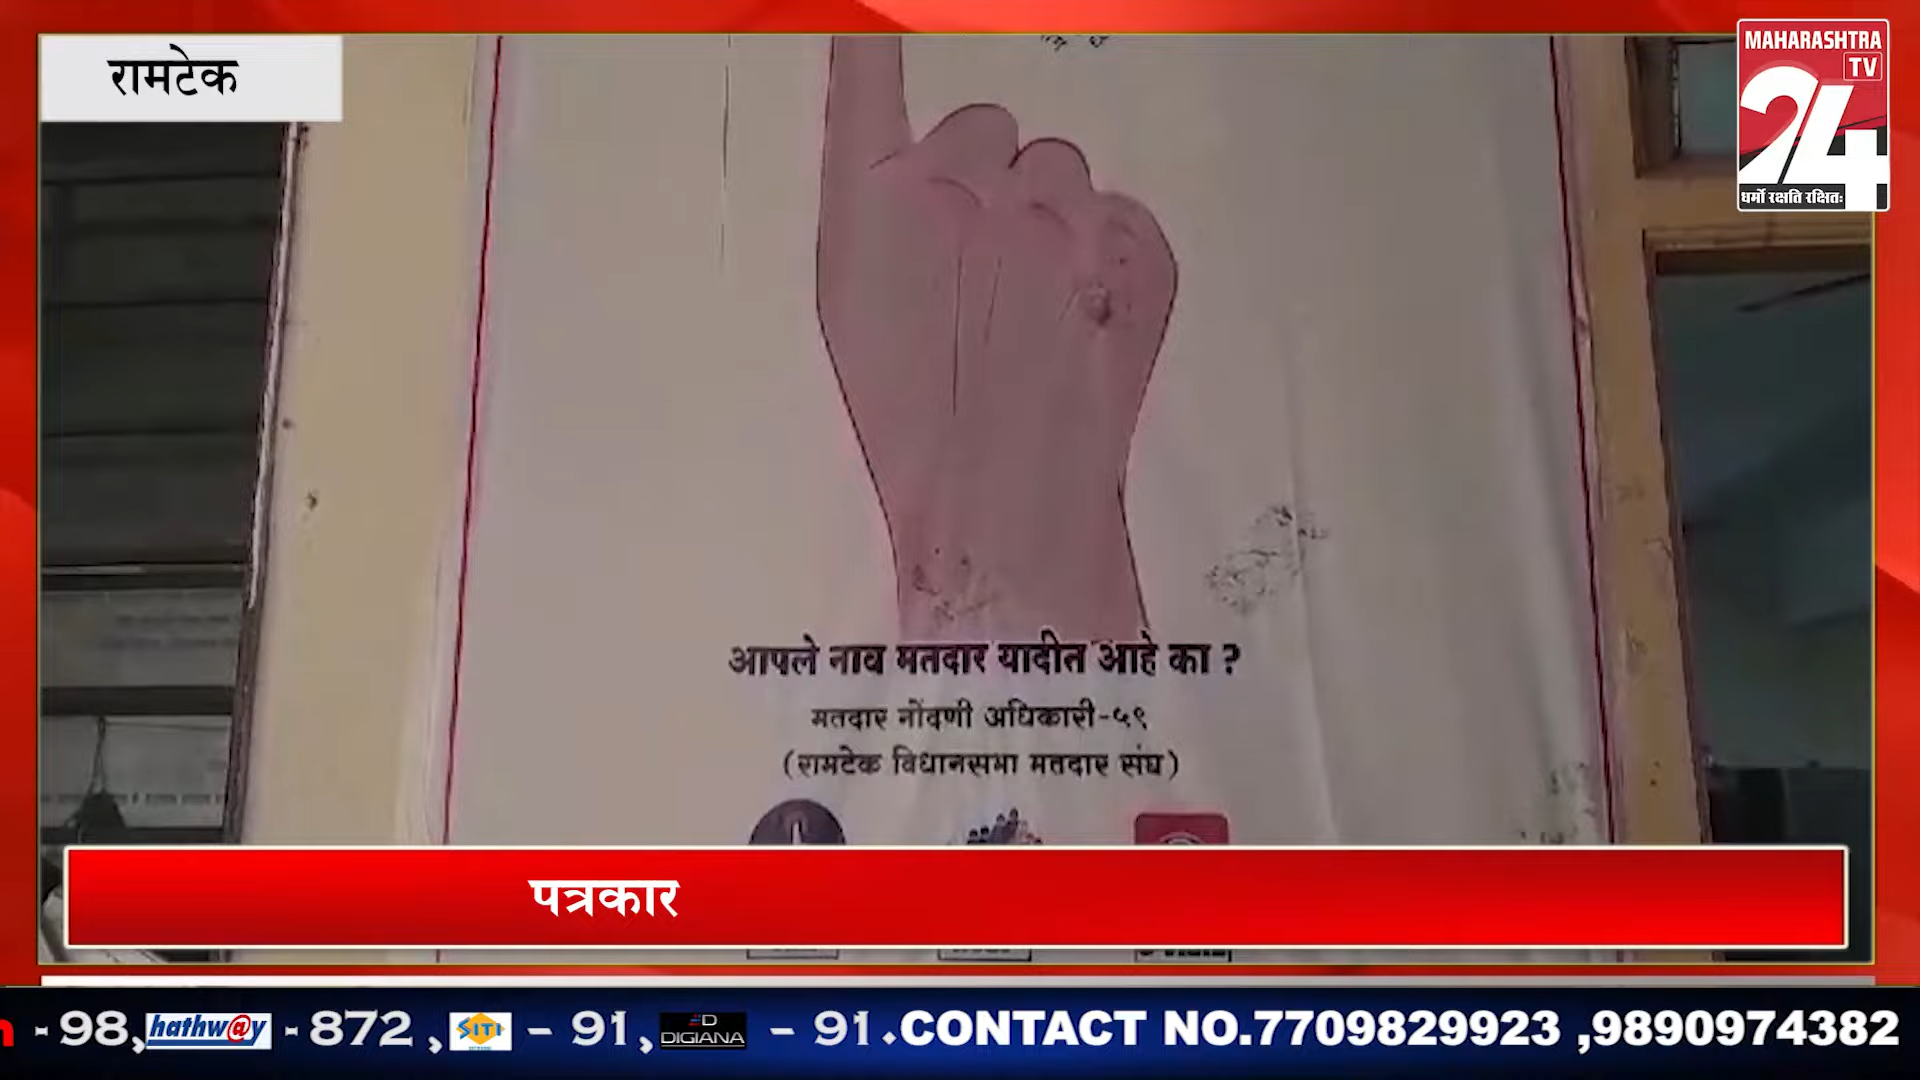 रामटेक
MAHARASHTRA
TV
24
धर्मो रक्षति रक्षितः
आपले नाव मतदार यादीत आहे का ?
मतदार नोंदणी अधिकारी-५९
(रामटेक विधानसभा मतदार संघ)
पत्रकार
- 98, hathw@y - 872 , SITI - 91, DIGIANA - 91.CONTACT NO.7709829923 ,9890974382